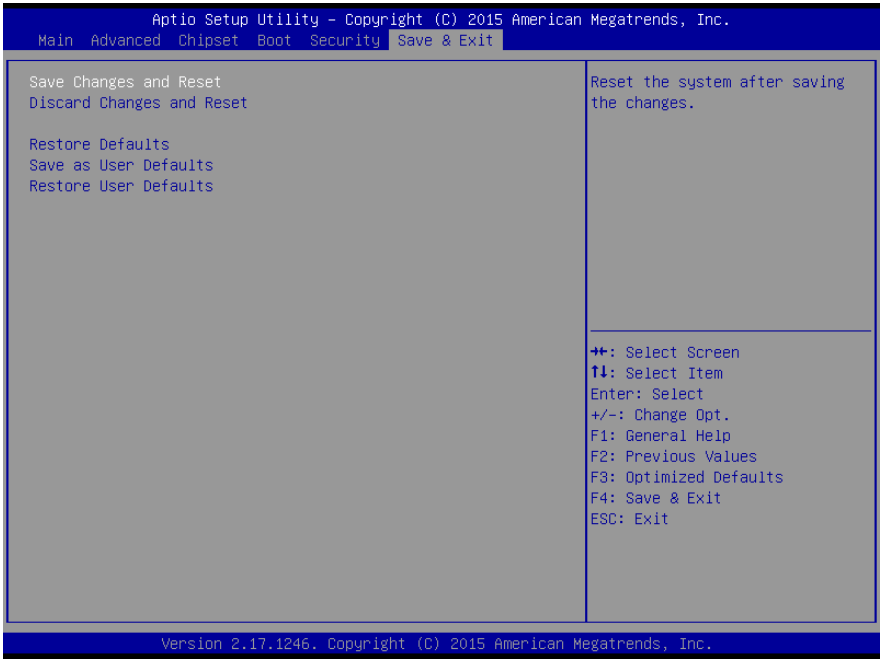 Aptio Setup Utility – Copyright (C) 2015 American Megatrends, Inc.
Main Advanced Chipset Boot Security Save & Exit
Save Changes and Reset
Discard Changes and Reset
Restore Defaults
Save as User Defaults
Restore User Defaults
Reset the system after saving
the changes.
→←: Select Screen
↑↓: Select Item
Enter: Select
+/-: Change Opt.
F1: General Help
F2: Previous Values
F3: Optimized Defaults
F4: Save & Exit
ESC: Exit
Version 2.17.1246. Copyright (C) 2015 American Megatrends, Inc.